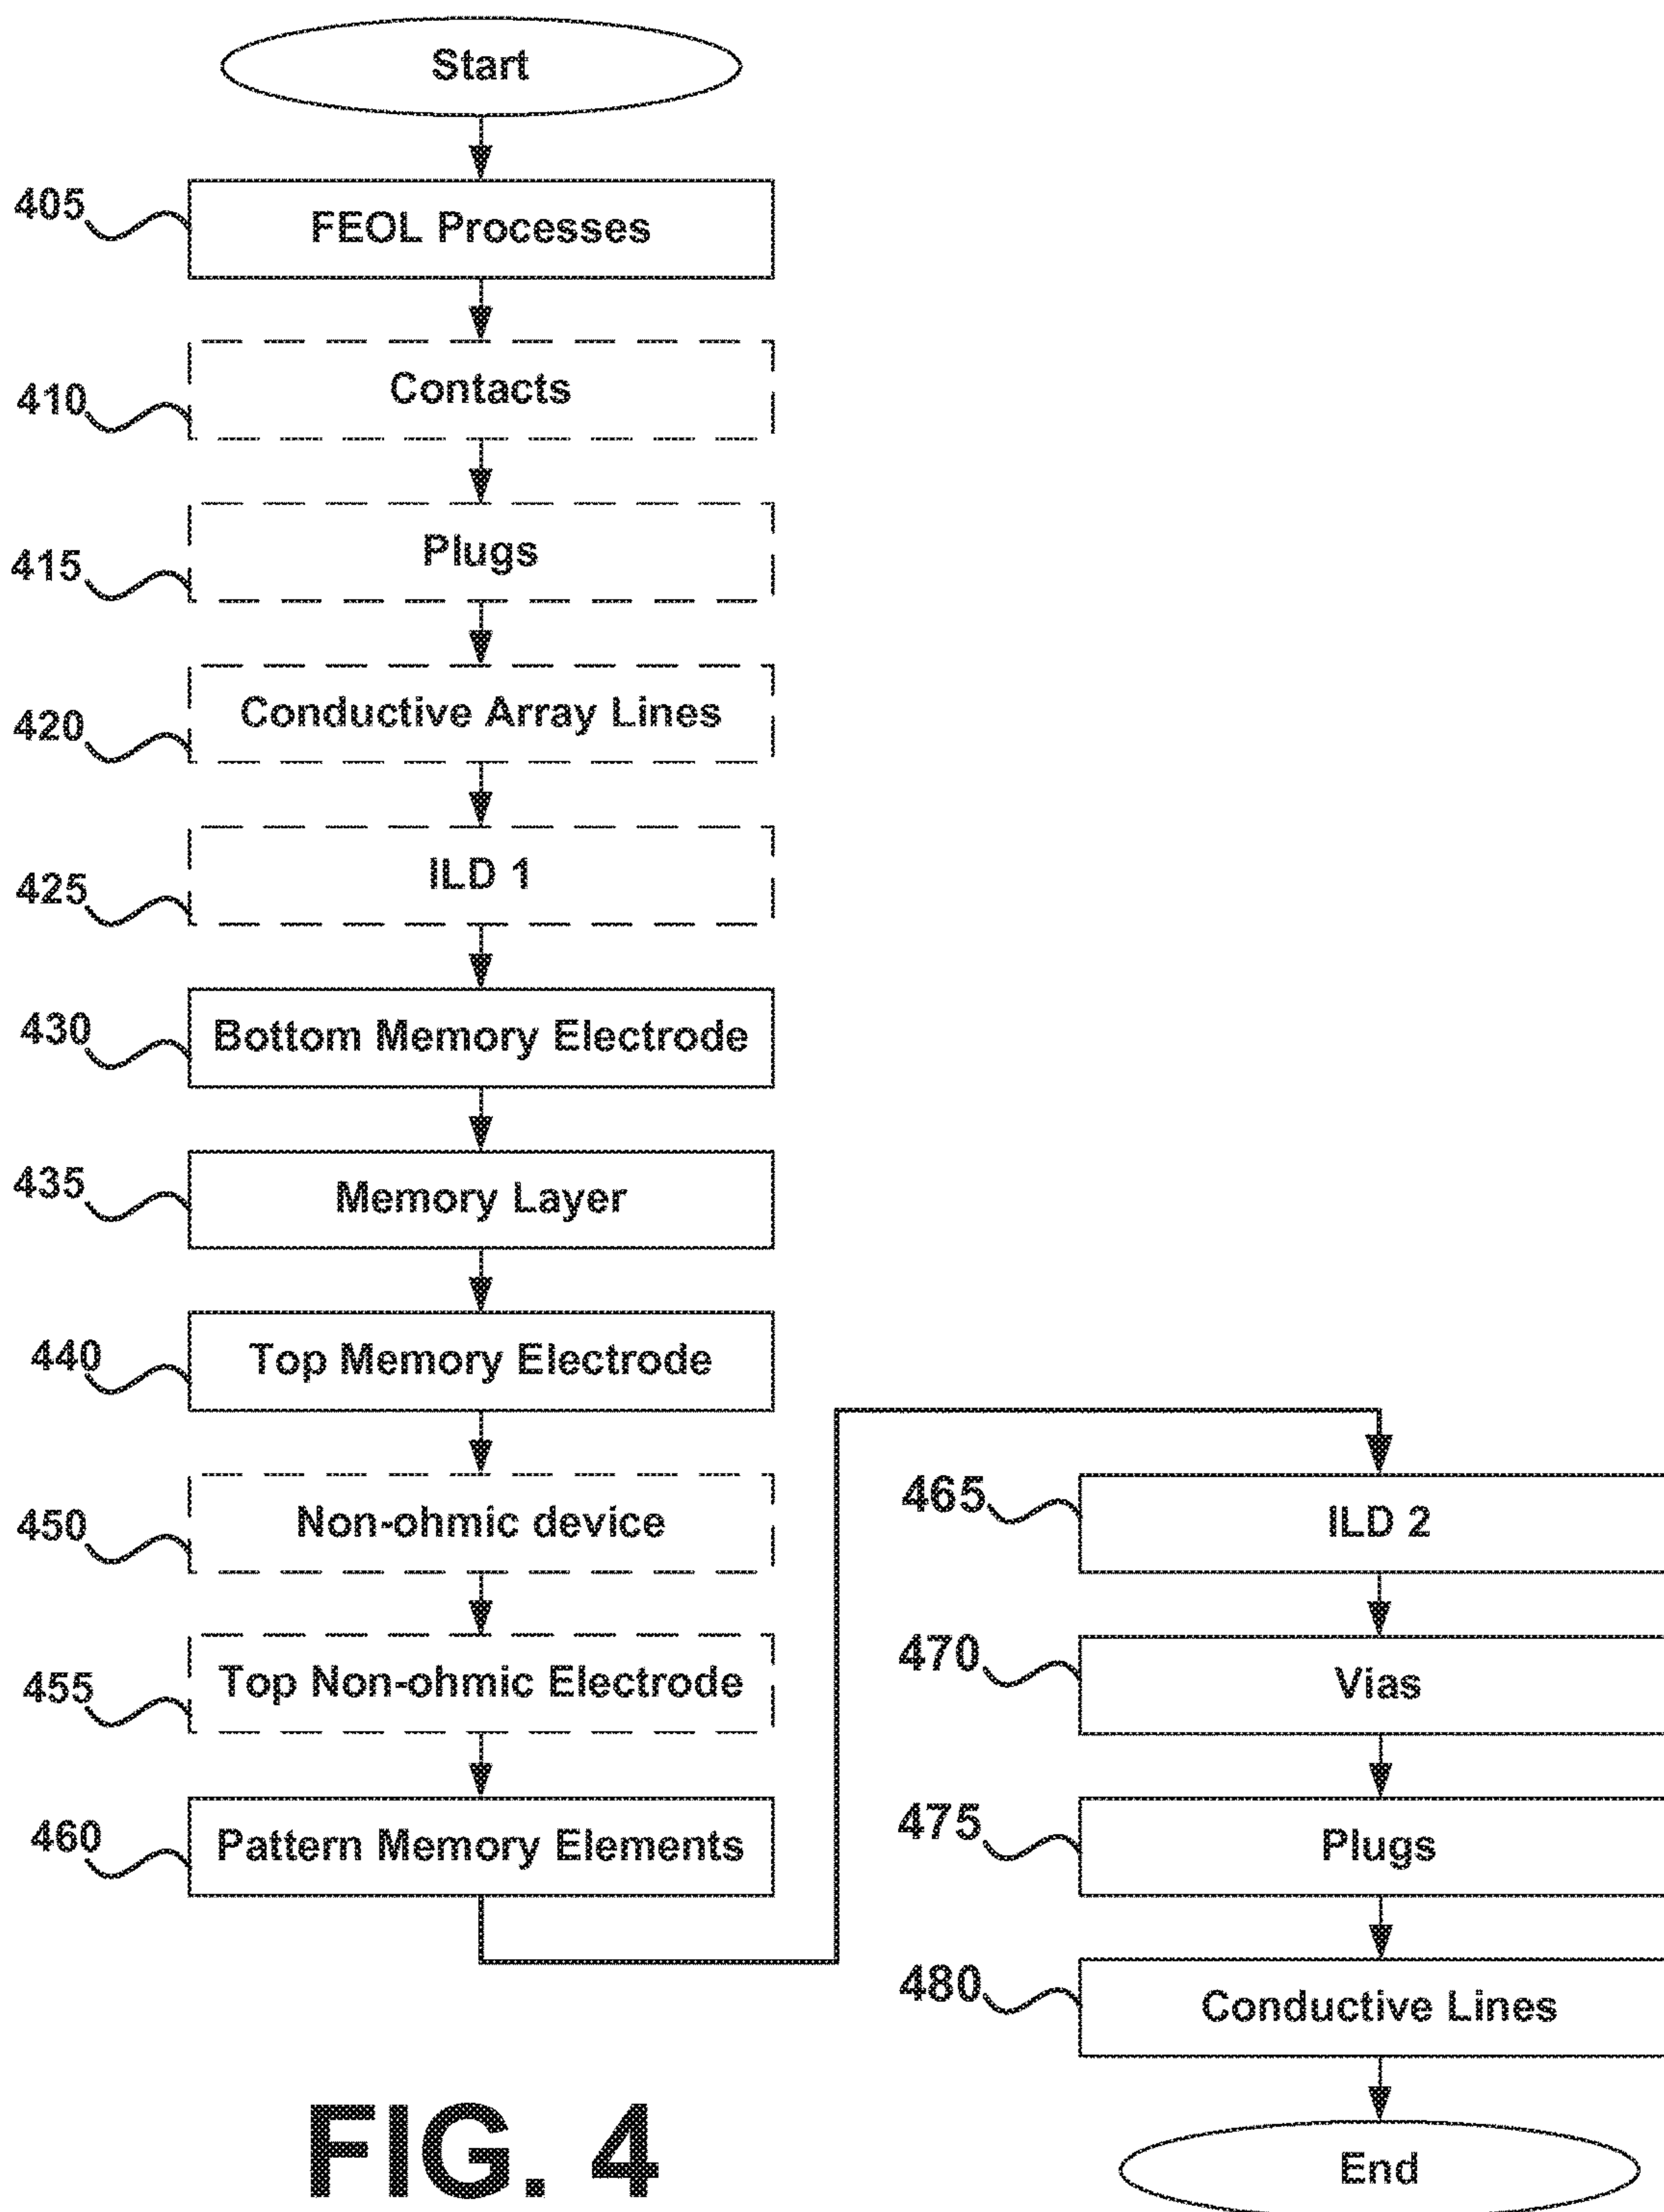 Start
405
FEOL Processes
410
Contacts
415
Plugs
420
Conductive Array Lines
425
ILD 1
430
Bottom Memory Electrode
435
Memory Layer
440
Top Memory Electrode
450
Non-ohmic device
455
Top Non-ohmic Electrode
460
Pattern Memory Elements
465
ILD 2
470
Vias
475
Plugs
480
Conductive Lines
End
FIG. 4